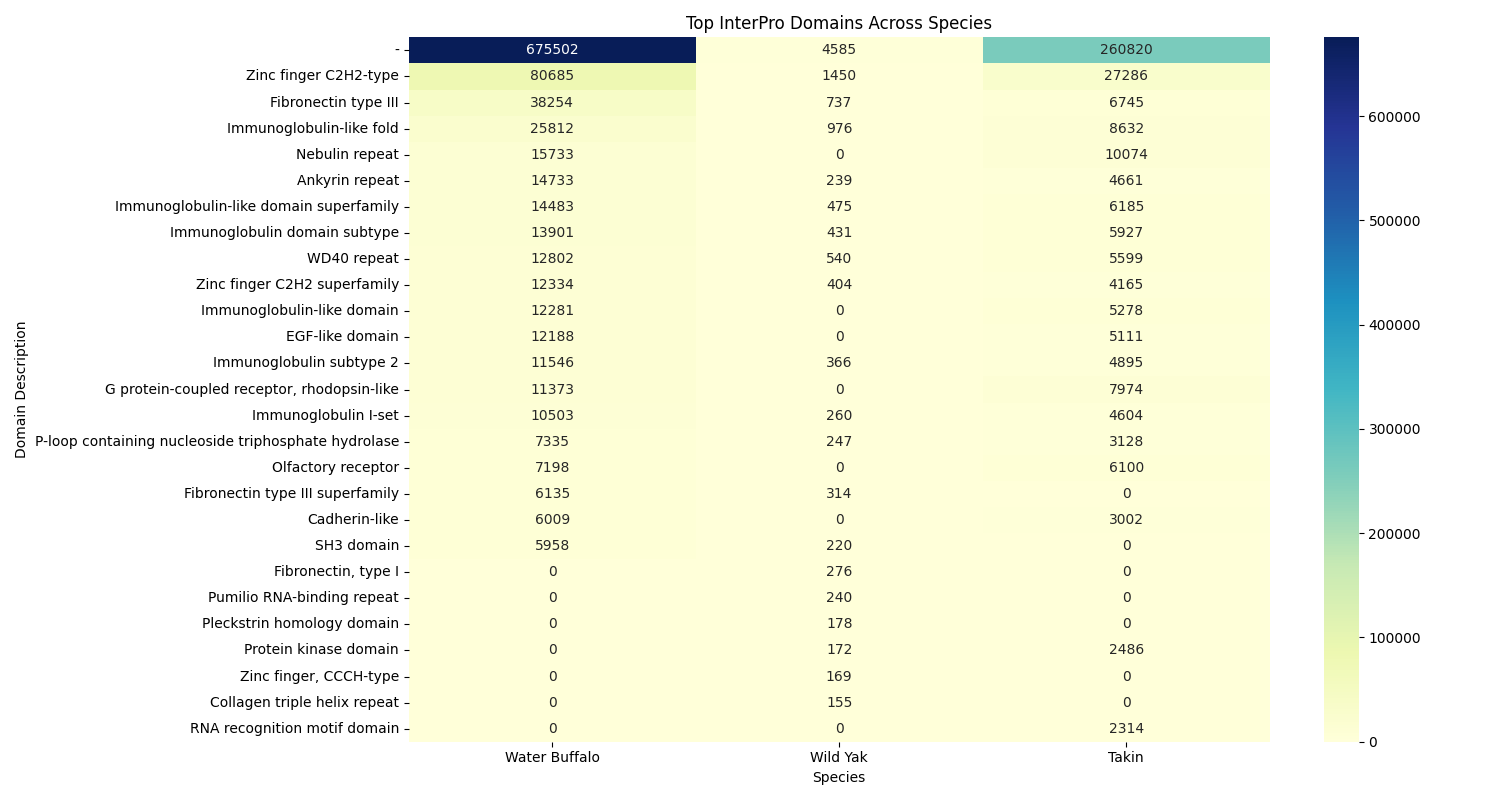 Top InterPro Domains Across Species
- 675502 4585 260820
Zinc finger C2H2-type 80685 1450 27286
Fibronectin type III 38254 737 6745
Immunoglobulin-like fold 25812 976 8632
Nebulin repeat 15733 0 10074
Ankyrin repeat 14733 239 4661
Immunoglobulin-like domain superfamily 14483 475 6185
Immunoglobulin domain subtype 13901 431 5927
WD40 repeat 12802 540 5599
Zinc finger C2H2 superfamily 12334 404 4165
Immunoglobulin-like domain 12281 0 5278
EGF-like domain 12188 0 5111
Immunoglobulin subtype 2 11546 366 4895
G protein-coupled receptor, rhodopsin-like 11373 0 7974
Immunoglobulin I-set 10503 260 4604
P-loop containing nucleoside triphosphate hydrolase 7335 247 3128
Olfactory receptor 7198 0 6100
Fibronectin type III superfamily 6135 314 0
Cadherin-like 6009 0 3002
SH3 domain 5958 220 0
Fibronectin, type I 0 276 0
Pumilio RNA-binding repeat 0 240 0
Pleckstrin homology domain 0 178 0
Protein kinase domain 0 172 2486
Zinc finger, CCCH-type 0 169 0
Collagen triple helix repeat 0 155 0
RNA recognition motif domain 0 0 2314
Water Buffalo Wild Yak Takin
Species
Domain Description
600000
500000
400000
300000
200000
100000
0